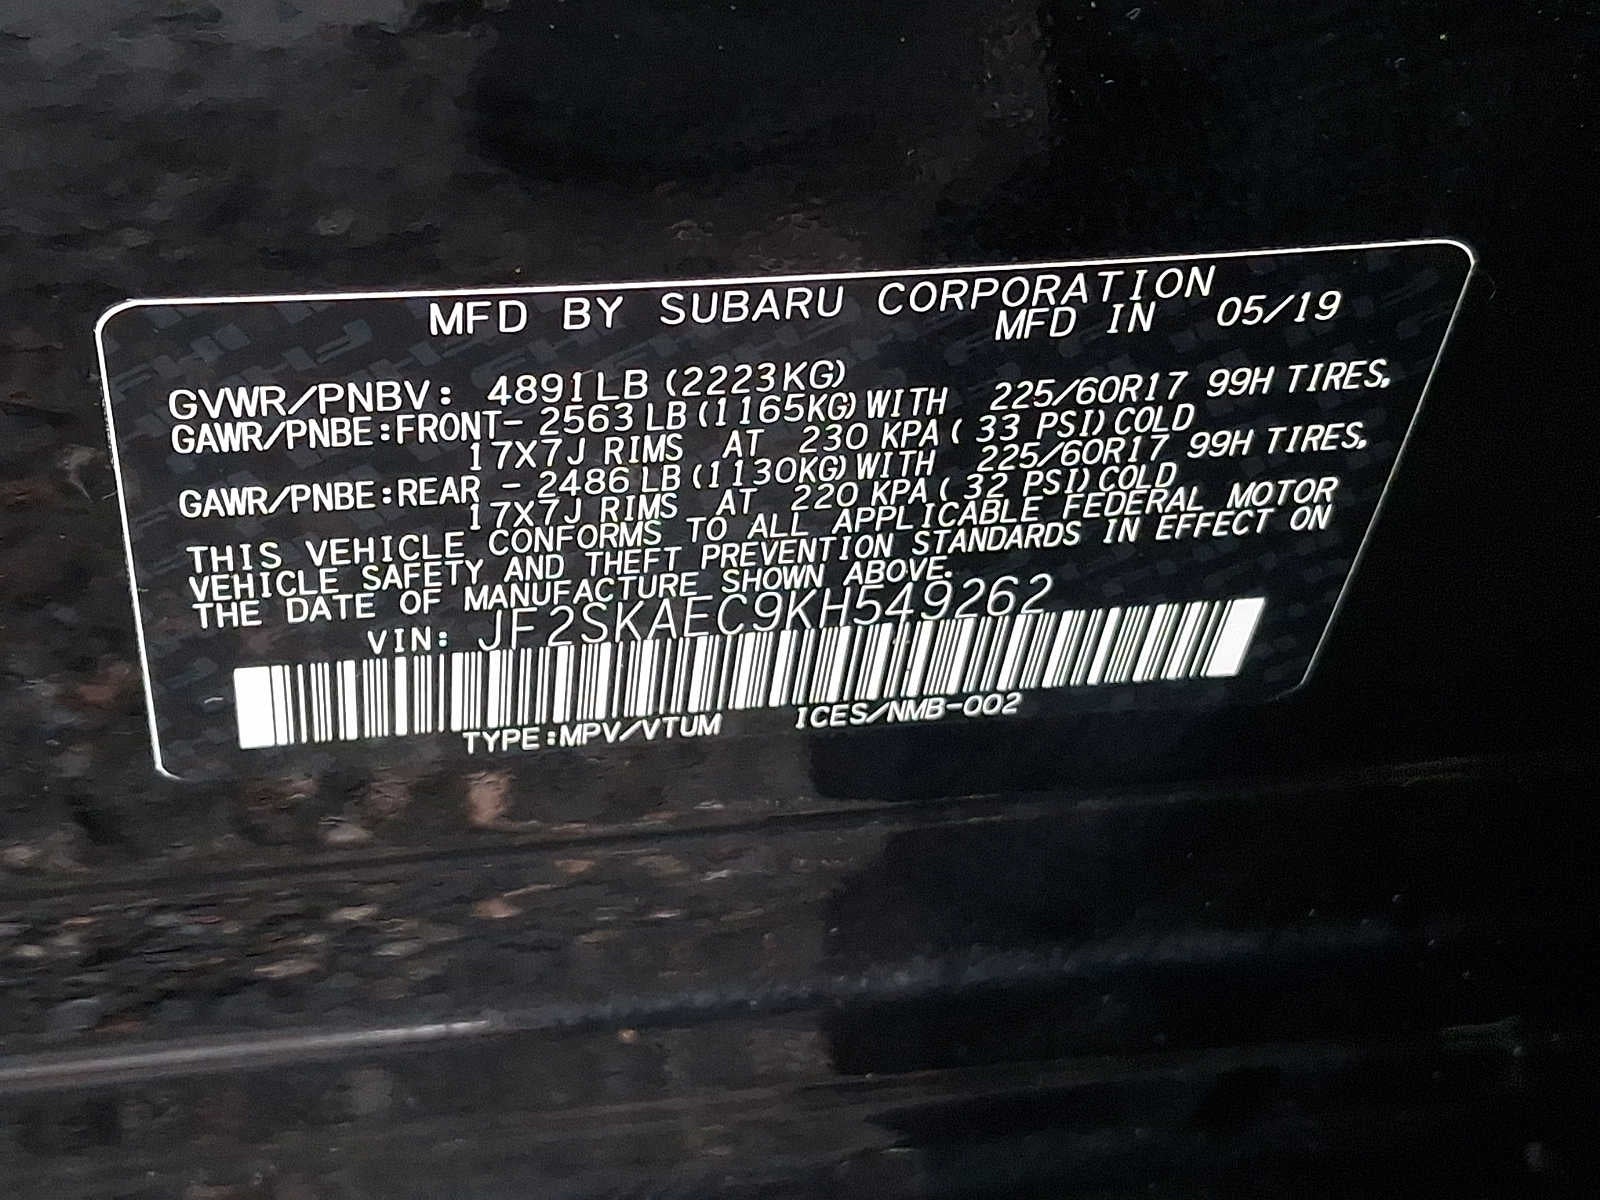 MFD BY SUBARU CORPORATION
MFD IN 05/19
GVWR/PNBV: 4891LB (2223KG)
GAWR/PNBE:FRONT- 2563LB(1165KG)WITH 225/60R17 99H TIRES,
17X7J RIMS AT 230 KPA( 33 PSI)COLD
GAWR/PNBE:REAR - 2486LB(1130KG)WITH 225/60R17 99H TIRES,
17X7J RIMS AT 220 KPA( 32 PSI)COLD
THIS VEHICLE CONFORMS TO ALL APPLICABLE FEDERAL MOTOR
VEHICLE SAFETY AND THEFT PREVENTION STANDARDS IN EFFECT ON
THE DATE OF MANUFACTURE SHOWN ABOVE.
VIN: JF2SKAEC9KH549262
TYPE:MPV/VTUM ICES/NMB-002